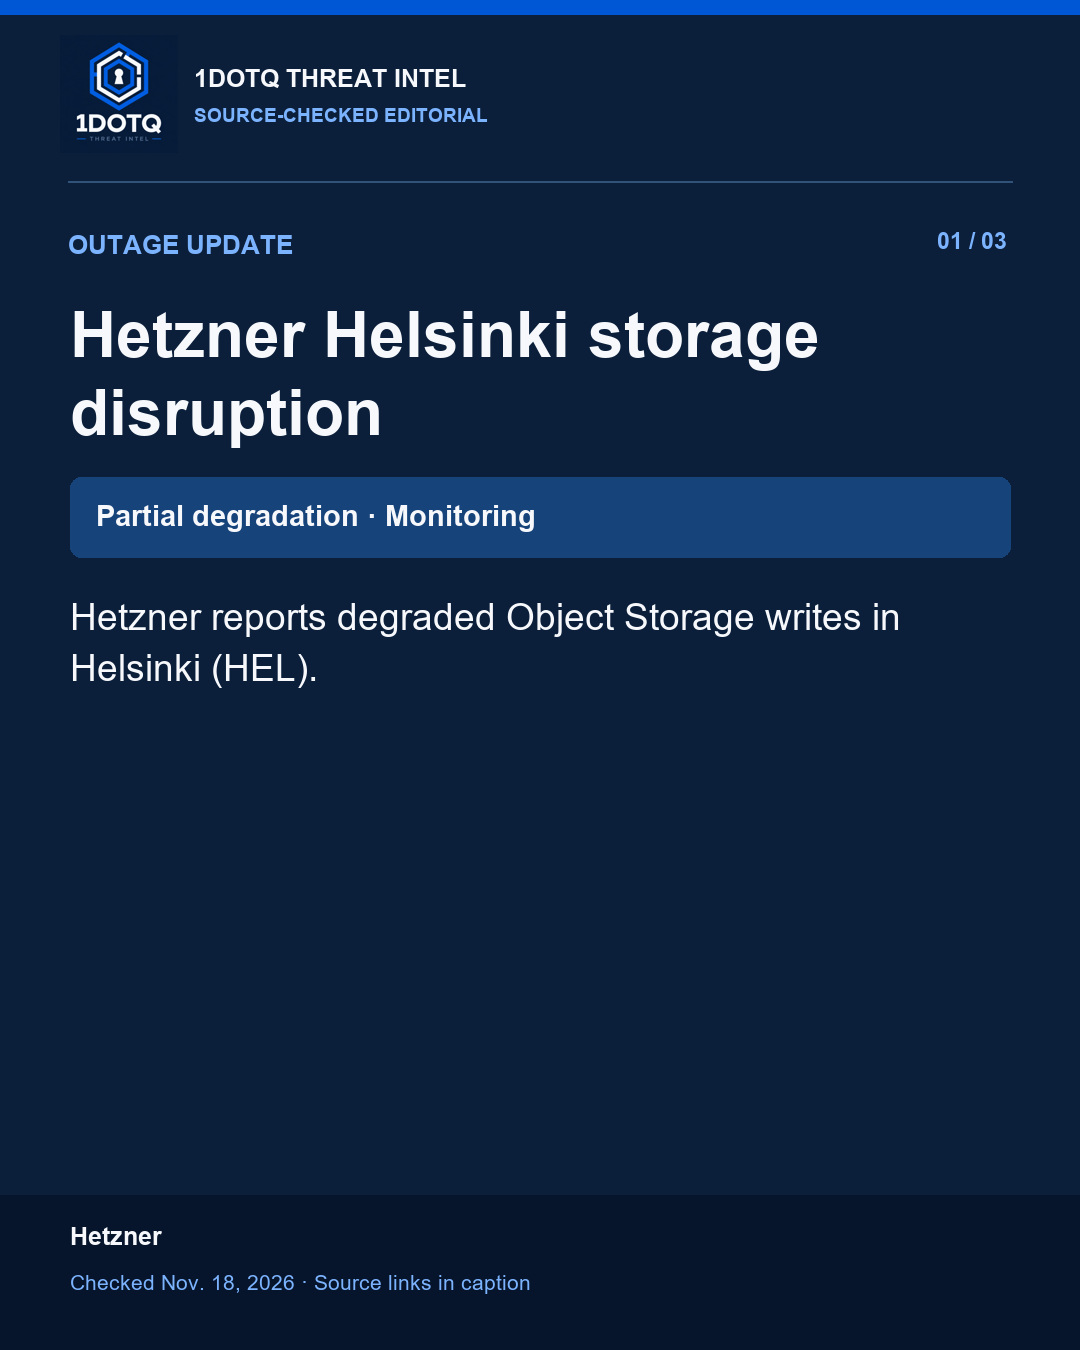 1DOTQ
THREAT INTEL
1DOTQ THREAT INTEL
SOURCE-CHECKED EDITORIAL
OUTAGE UPDATE
01 / 03
Hetzner Helsinki storage
disruption
Partial degradation · Monitoring
Hetzner reports degraded Object Storage writes in
Helsinki (HEL).
Hetzner
Checked Nov. 18, 2026 · Source links in caption